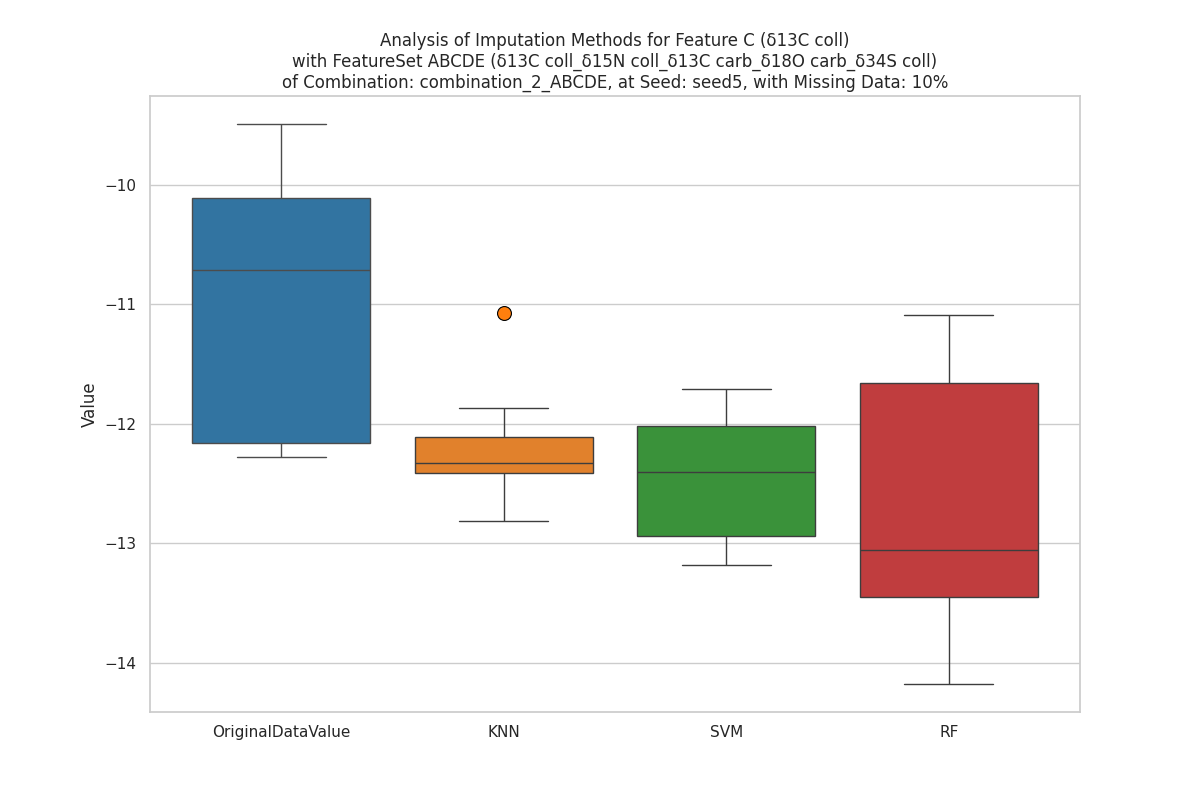 Analysis of Imputation Methods for Feature C (δ13C coll)
with FeatureSet ABCDE (δ13C coll_δ15N coll_δ13C carb_δ18O carb_δ34S coll)
of Combination: combination_2_ABCDE, at Seed: seed5, with Missing Data: 10%
−10
−11
−12
−13
−14
Value
OriginalDataValue
KNN
SVM
RF